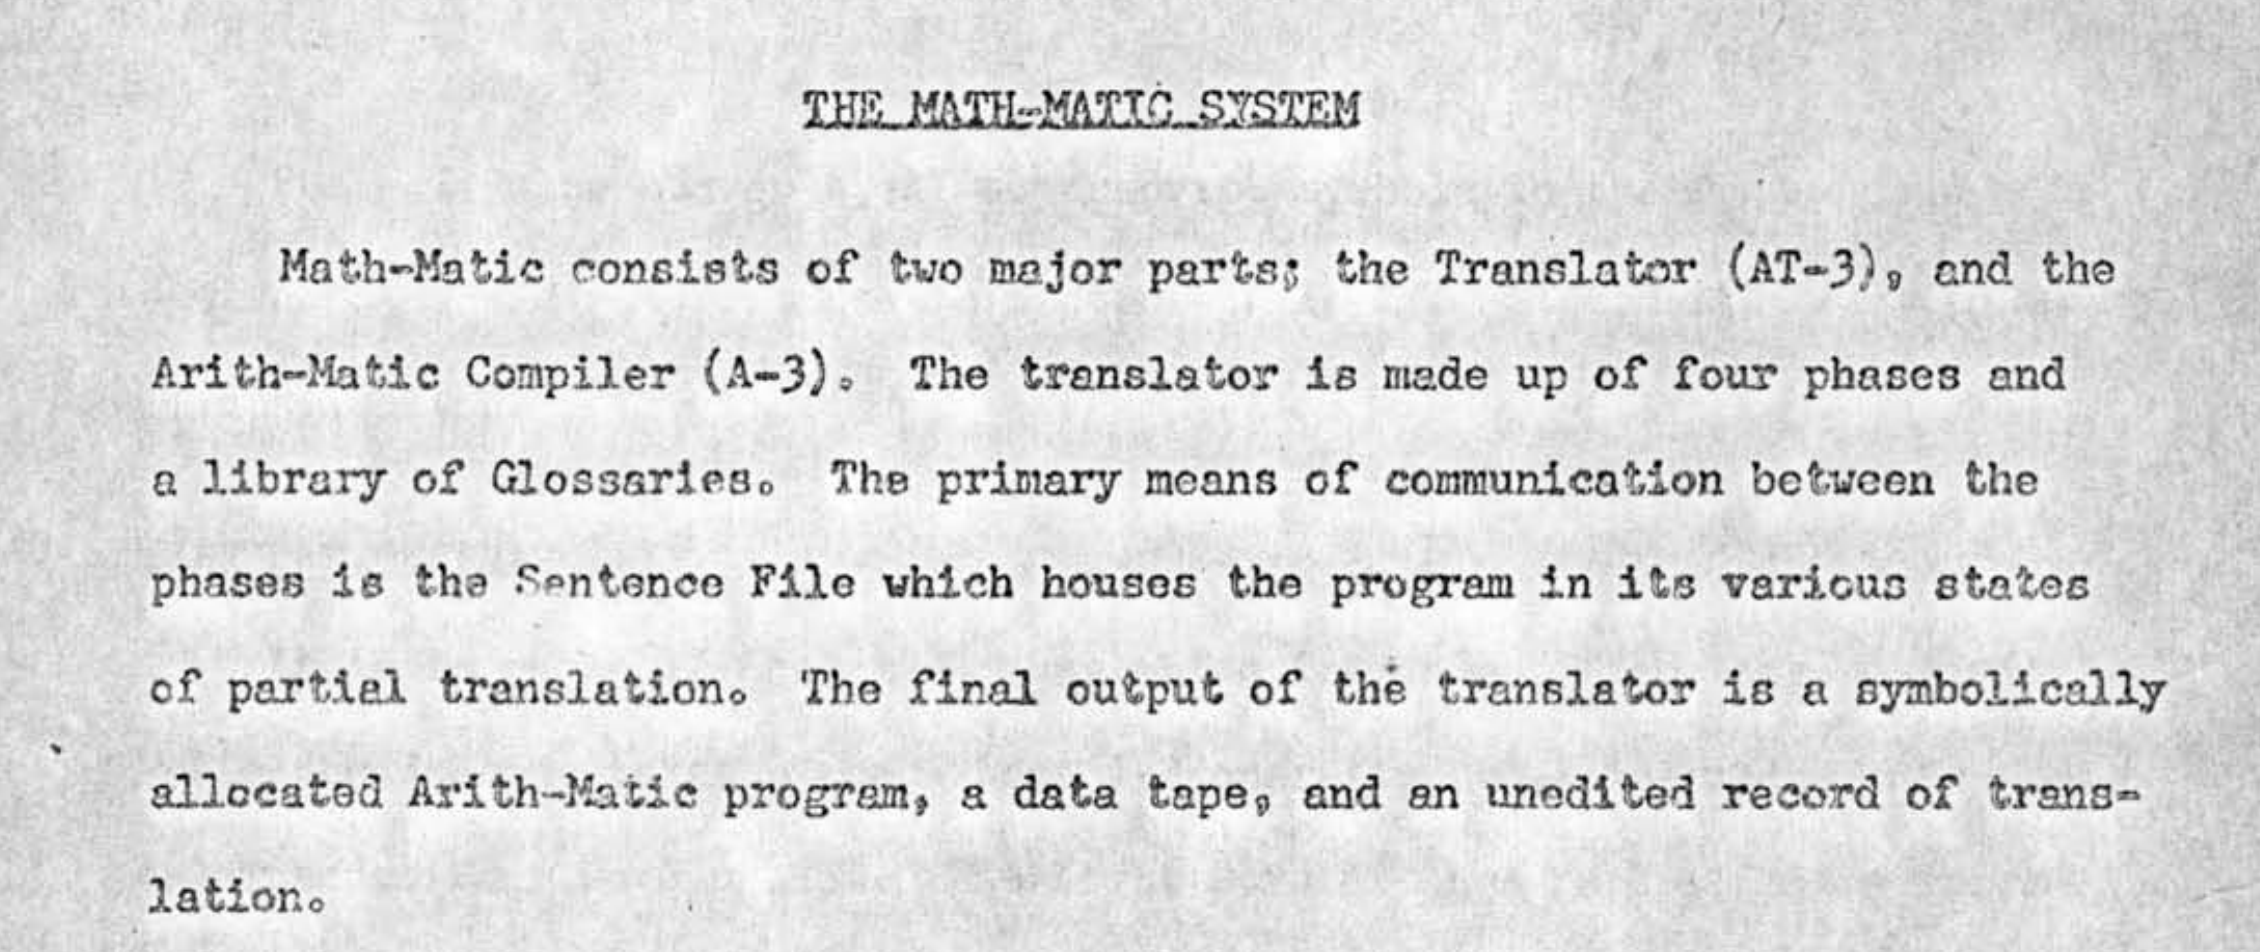 THE MATH-MATIC SYSTEM
Math-Matic consists of two major parts; the Translator (AT-3), and the
Arith-Matic Compiler (A-3). The translator is made up of four phases and
a library of Glossaries. The primary means of communication between the
phases is the Sentence File which houses the program in its various states
of partial translation. The final output of the translator is a symbolically
allocated Arith-Matic program, a data tape, and an unedited record of trans-
lation.